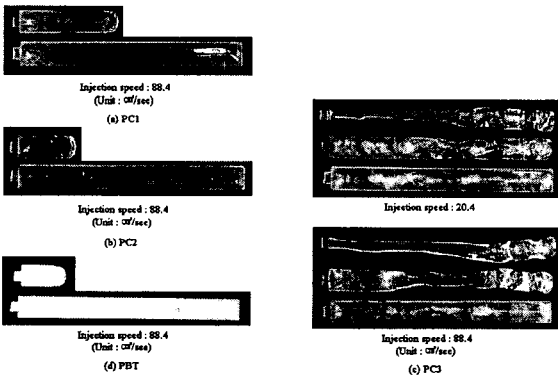 Injection speed : 88.4
(Unit : ㎤/sec)
(a) PC1
Injection speed : 88.4
(Unit : ㎤/sec)
(b) PC2
Injection speed : 88.4
(Unit : ㎤/sec)
(d) PBT
Injection speed : 20.4
Injection speed : 88.4
(Unit : ㎤/sec)
(c) PC3